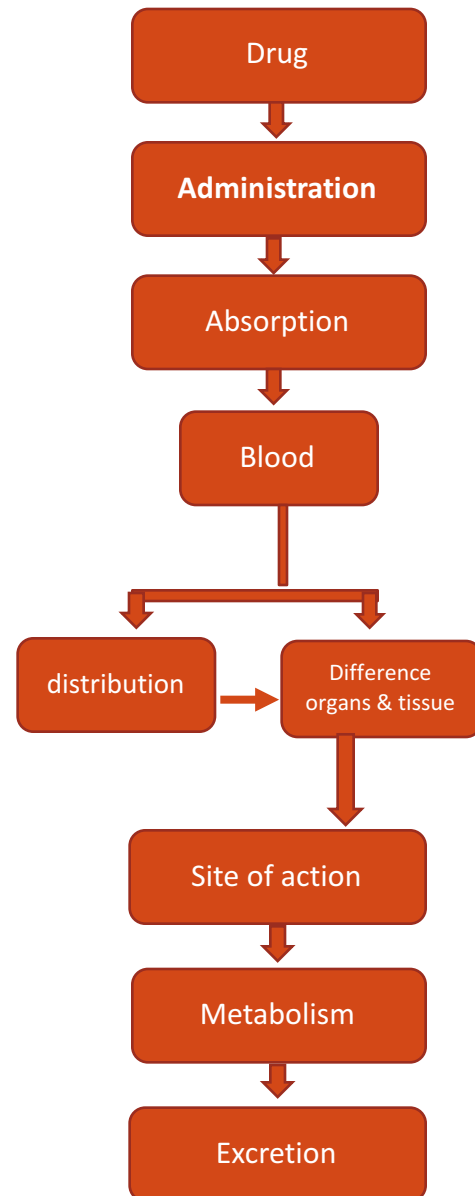 Drug
Administration
Absorption
Blood
distribution
Difference
organs & tissue
Site of action
Metabolism
Excretion